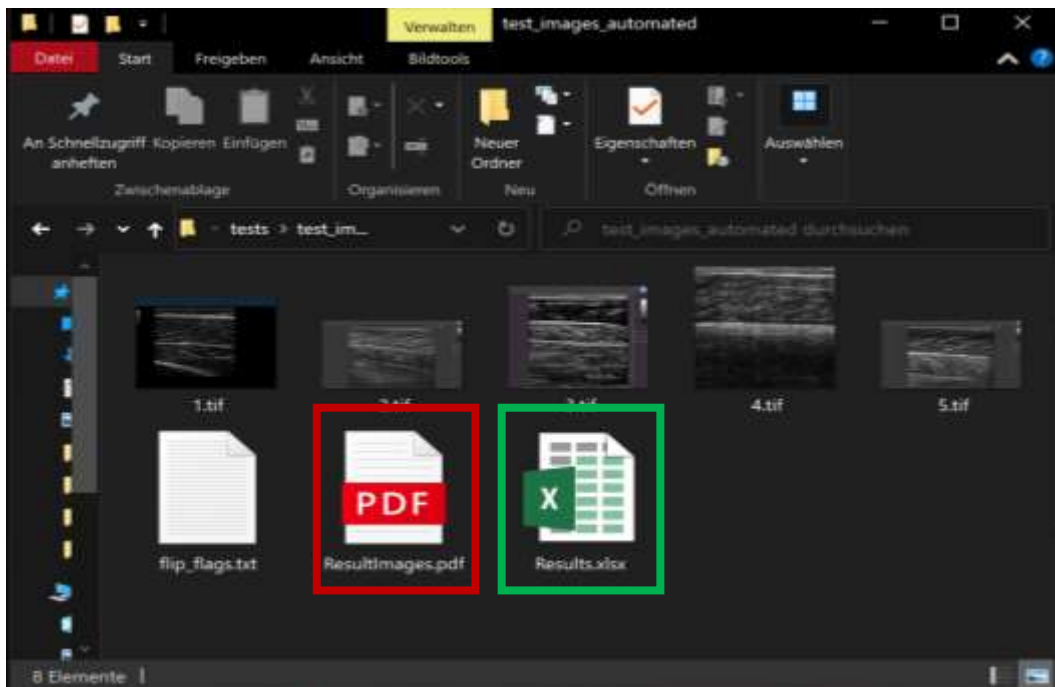 Verwalten test_images_automated
Datei Start Freigeben Ansicht Bildtools
An Schnellzugriff anheften
Kopieren
Einfügen
Neuer Ordner
Eigenschaften
Auswählen
Zwischenablage Organisieren Neu Öffnen
tests > test_im... test_images_automated durchsuchen
1.tif 4.tif 5.tif
PDF X
flip_flags.txt ResultImages.pdf Results.xlsx
8 Elemente